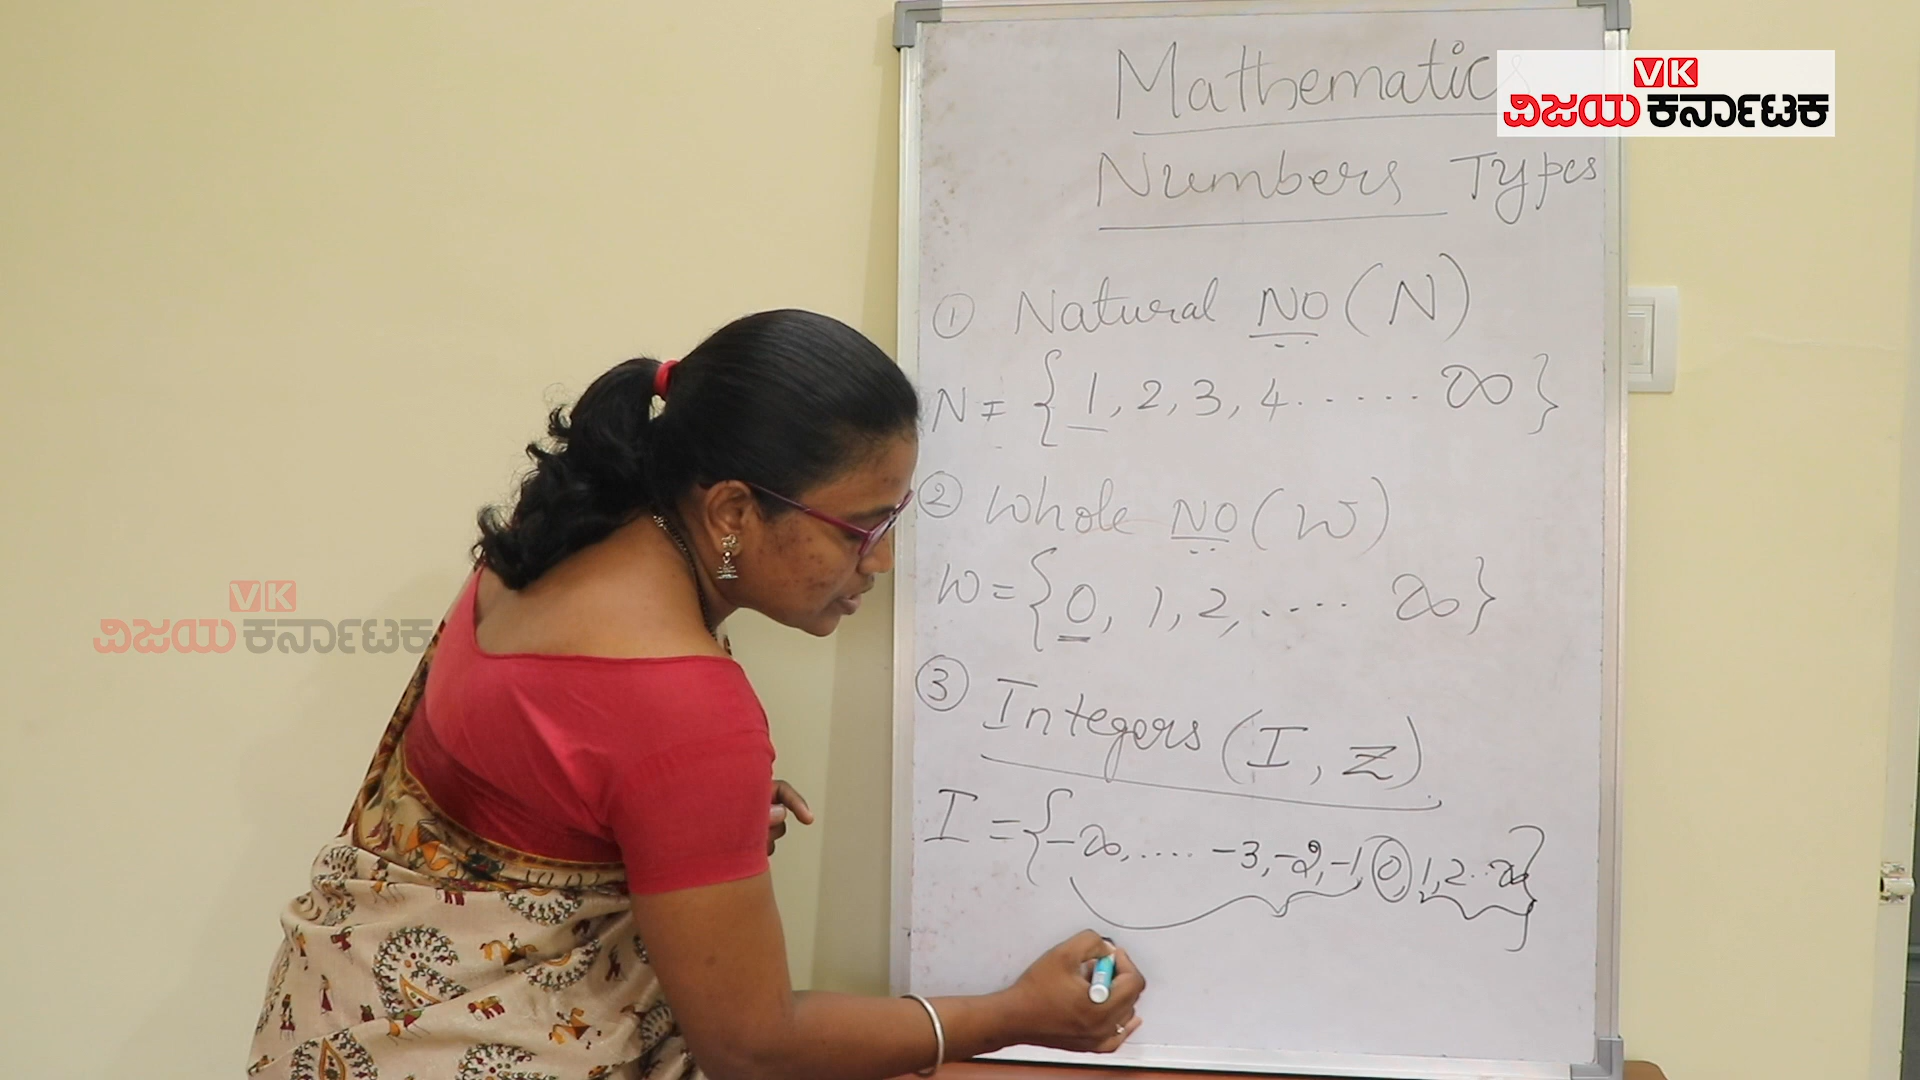 Mathematics
VK
ವಿಜಯ ಕರ್ನಾಟಕ
Numbers Types
① Natural NO (N)
N = { 1, 2, 3, 4 ...... ∞ }
② Whole NO (W)
W = { 0, 1, 2, .... ∞ }
VK
ವಿಜಯ ಕರ್ನಾಟಕ
③ Integers (I, Z)
I = { -∞, .... -3, -2, -1, 0, 1, 2 .. ∞ }